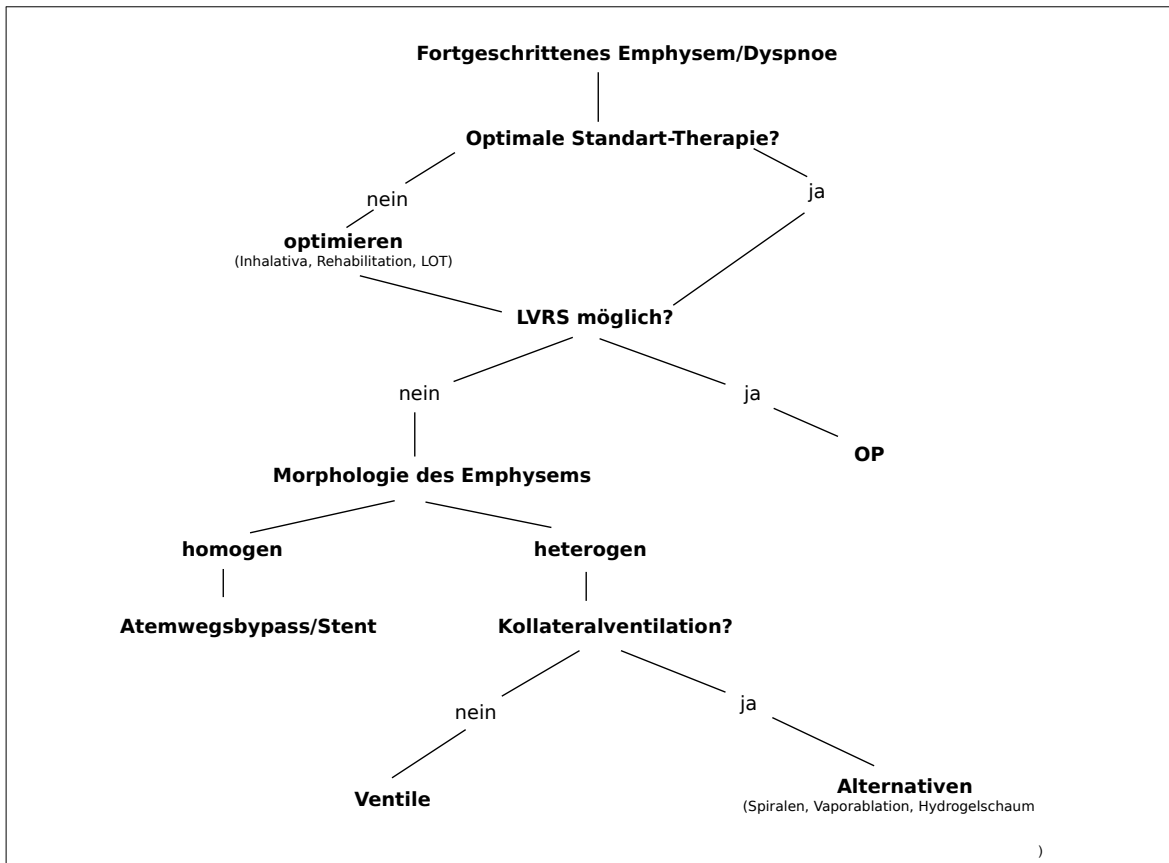 Fortgeschrittenes Emphysem/Dyspnoe
Optimale Standart-Therapie?
nein
ja
optimieren
(Inhalativa, Rehabilitation, LOT)
LVRS möglich?
nein
ja
OP
Morphologie des Emphysems
homogen
heterogen
Atemwegsbypass/Stent
Kollateralventilation?
nein
ja
Ventile
Alternativen
(Spiralen, Vaporablation, Hydrogelschaum
)